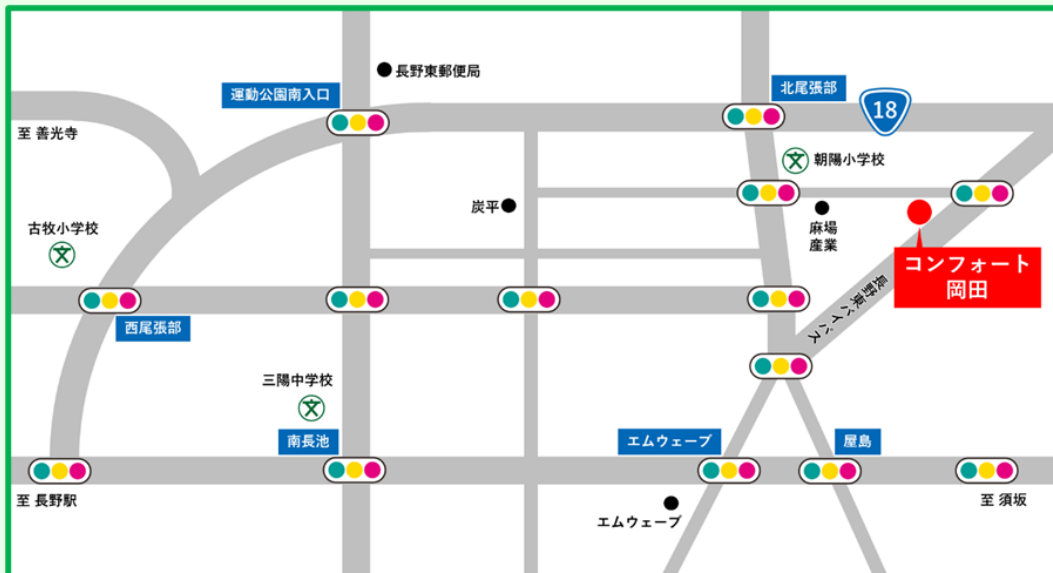 長野東郵便局
運動公園南入口
北尾張部
18
至 善光寺
朝陽小学校
炭平
麻場
産業
古牧小学校
コンフォート
岡田
長野東バイパス
西尾張部
三陽中学校
南長池
エムウェーブ
屋島
至 長野駅
エムウェーブ
至 須坂